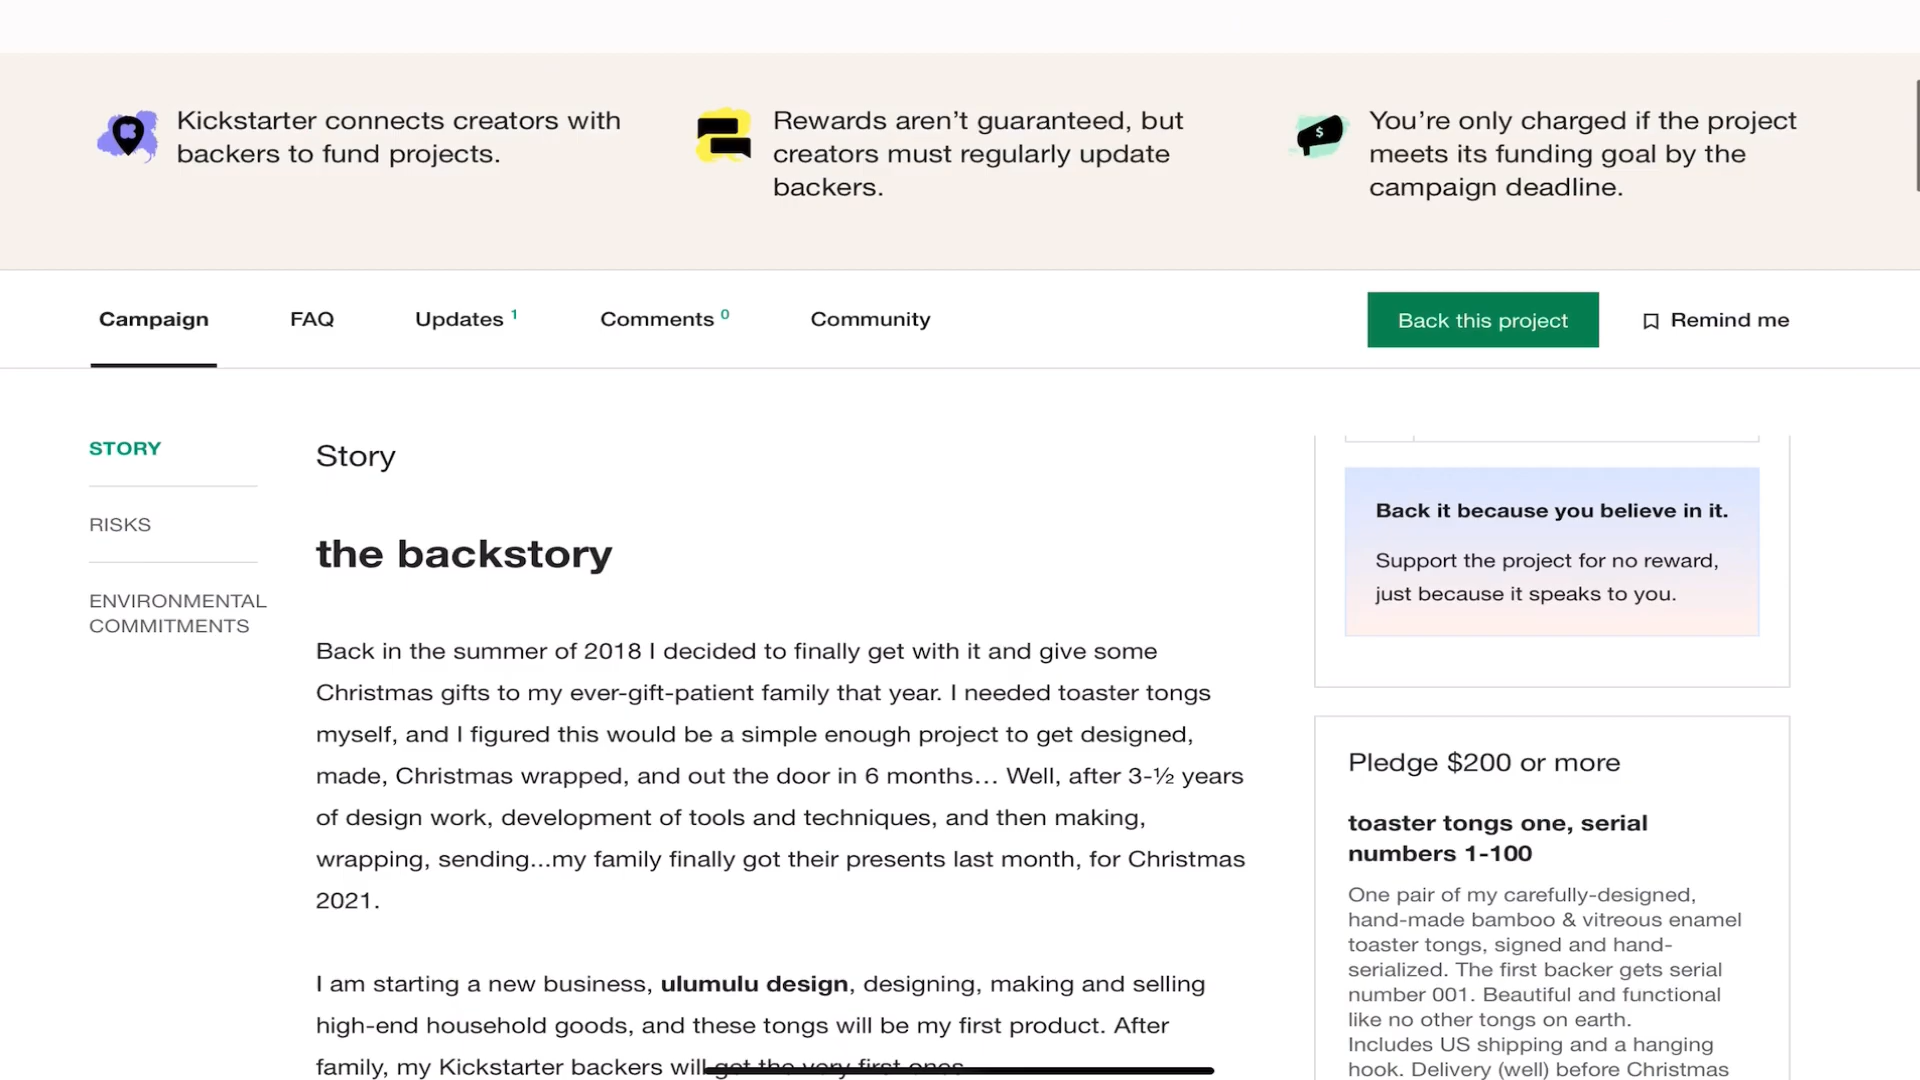 Kickstarter connects creators with
backers to fund projects.
Rewards aren’t guaranteed, but
creators must regularly update
backers.
You’re only charged if the project
meets its funding goal by the
campaign deadline.
Campaign
FAQ
Updates 1
Comments 0
Community
Back this project
Remind me
STORY
RISKS
ENVIRONMENTAL
COMMITMENTS
Story
the backstory
Back in the summer of 2018 I decided to finally get with it and give some
Christmas gifts to my ever-gift-patient family that year. I needed toaster tongs
myself, and I figured this would be a simple enough project to get designed,
made, Christmas wrapped, and out the door in 6 months... Well, after 3-½ years
of design work, development of tools and techniques, and then making,
wrapping, sending...my family finally got their presents last month, for Christmas
2021.
I am starting a new business, ulumulu design, designing, making and selling
high-end household goods, and these tongs will be my first product. After
family, my Kickstarter backers will get the very first ones
Back it because you believe in it.
Support the project for no reward,
just because it speaks to you.
Pledge $200 or more
toaster tongs one, serial
numbers 1-100
One pair of my carefully-designed,
hand-made bamboo & vitreous enamel
toaster tongs, signed and hand-
serialized. The first backer gets serial
number 001. Beautiful and functional
like no other tongs on earth.
Includes US shipping and a hanging
hook. Delivery (well) before Christmas